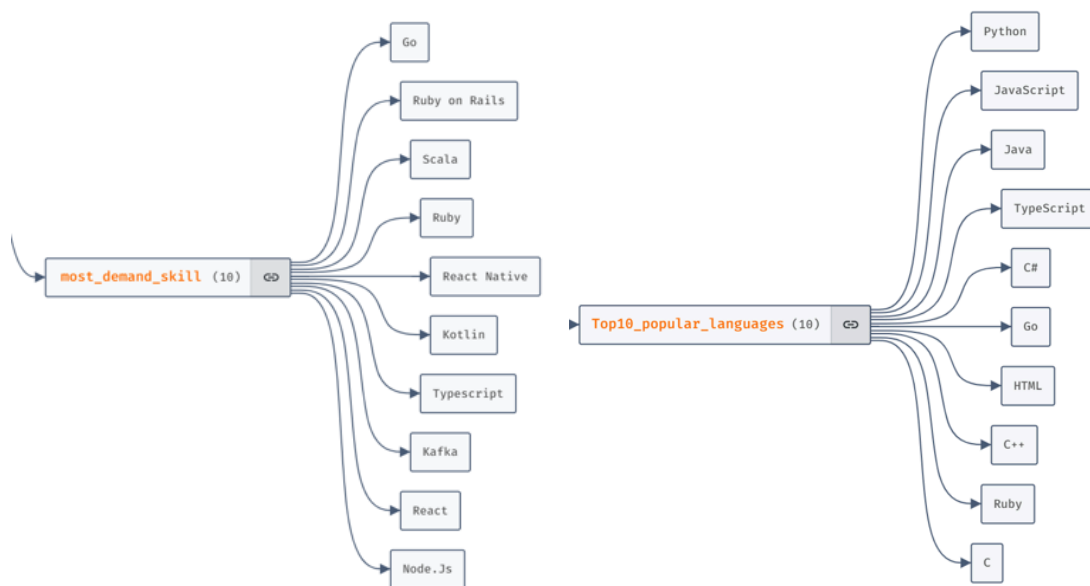 most_demand_skill (10)
Go
Ruby on Rails
Scala
Ruby
React Native
Kotlin
Typescript
Kafka
React
Node.Js
Top10_popular_languages (10)
Python
JavaScript
Java
TypeScript
C#
Go
HTML
C++
Ruby
C